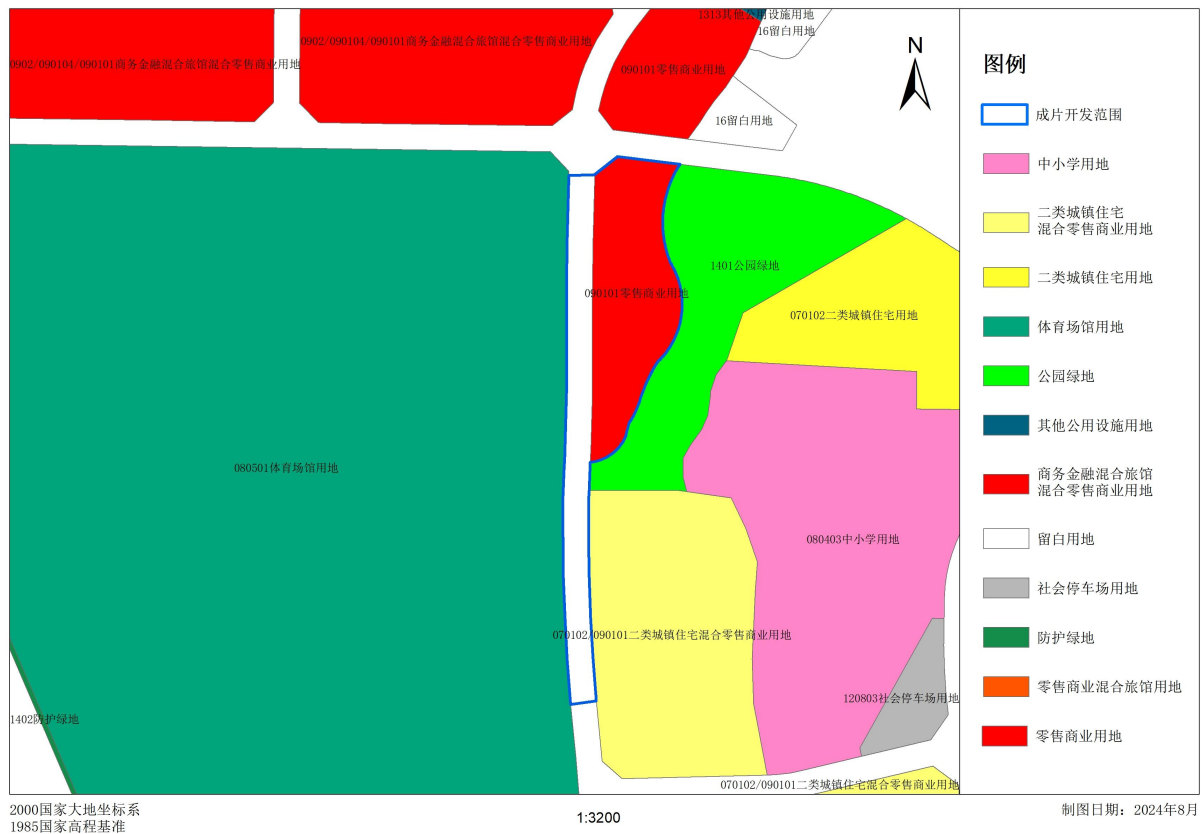 1313其他公用设施用地
16留白用地
0902/090104/090101商务金融混合旅馆混合零售商业用地
0902/090104/090101商务金融混合旅馆混合零售商业用地
090101零售商业用地
16留白用地
1401公园绿地
090101零售商业用地
070102二类城镇住宅用地
080501体育场馆用地
080403中小学用地
070102/090101二类城镇住宅混合零售商业用地
120803社会停车场用地
1402防护绿地
070102/090101二类城镇住宅混合零售商业用地
N
图例
成片开发范围
中小学用地
二类城镇住宅
混合零售商业用地
二类城镇住宅用地
体育场馆用地
公园绿地
其他公用设施用地
商务金融混合旅馆
混合零售商业用地
留白用地
社会停车场用地
防护绿地
零售商业混合旅馆用地
零售商业用地
2000国家大地坐标系
1985国家高程基准
1:3200
制图日期：2024年8月